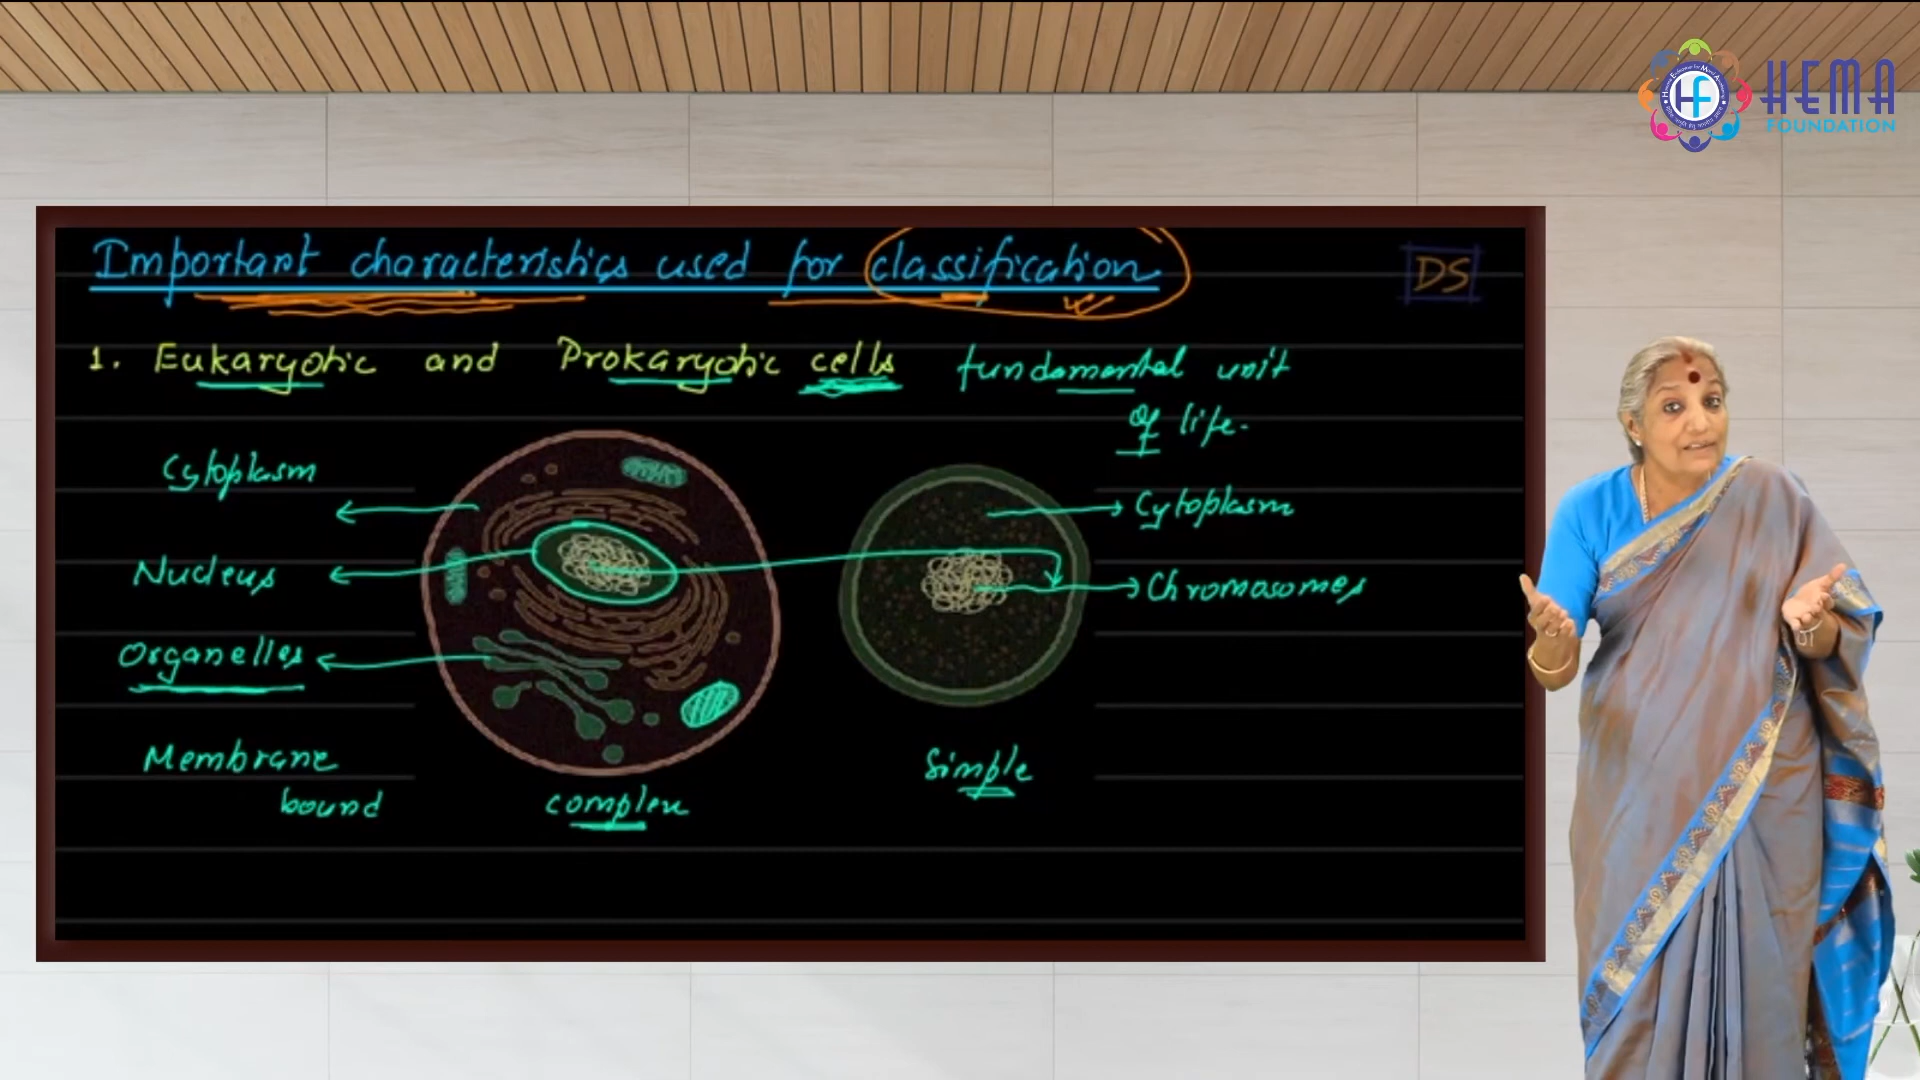 HEMA
FOUNDATION
Important characteristics used for classification
DS
1. Eukaryotic and Prokaryotic cells fundamental unit
of life.
Cytoplasm
Cytoplasm
Nucleus
Chromosomes
Organelles
Membrane
bound
complex
Simple